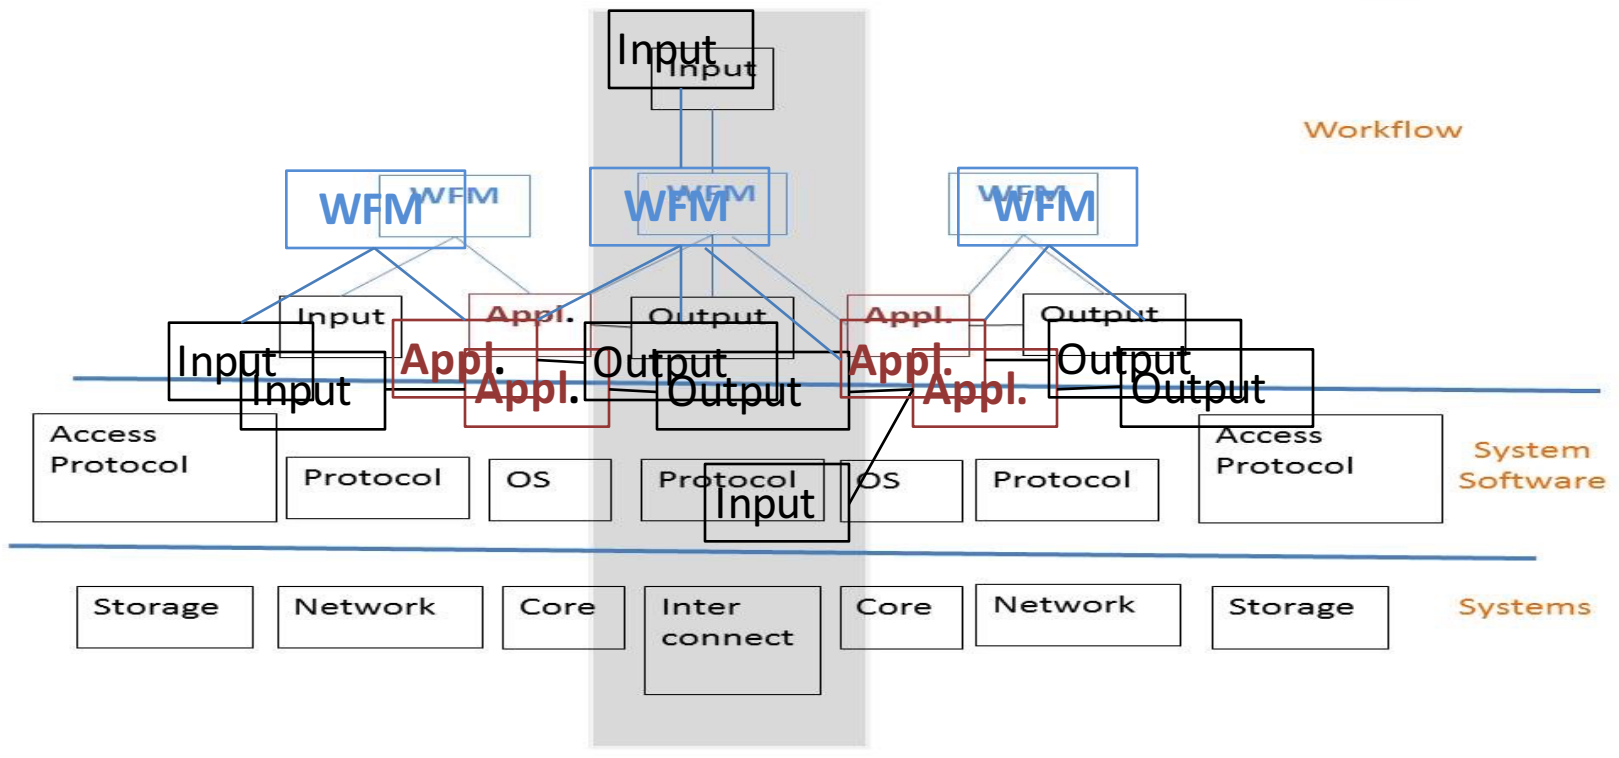 Input
Input
Workflow
WFM
WFM
WFM
WFM
WFM
WFM
Input
Appl.
Output
Appl.
Output
Input
Appl.
Output
Appl.
Output
Input
Appl.
Output
Appl.
Output
Access
Protocol
Protocol
OS
Protocol
Input
OS
Protocol
Access
Protocol
System
Software
Storage
Network
Core
Inter
connect
Core
Network
Storage
Systems